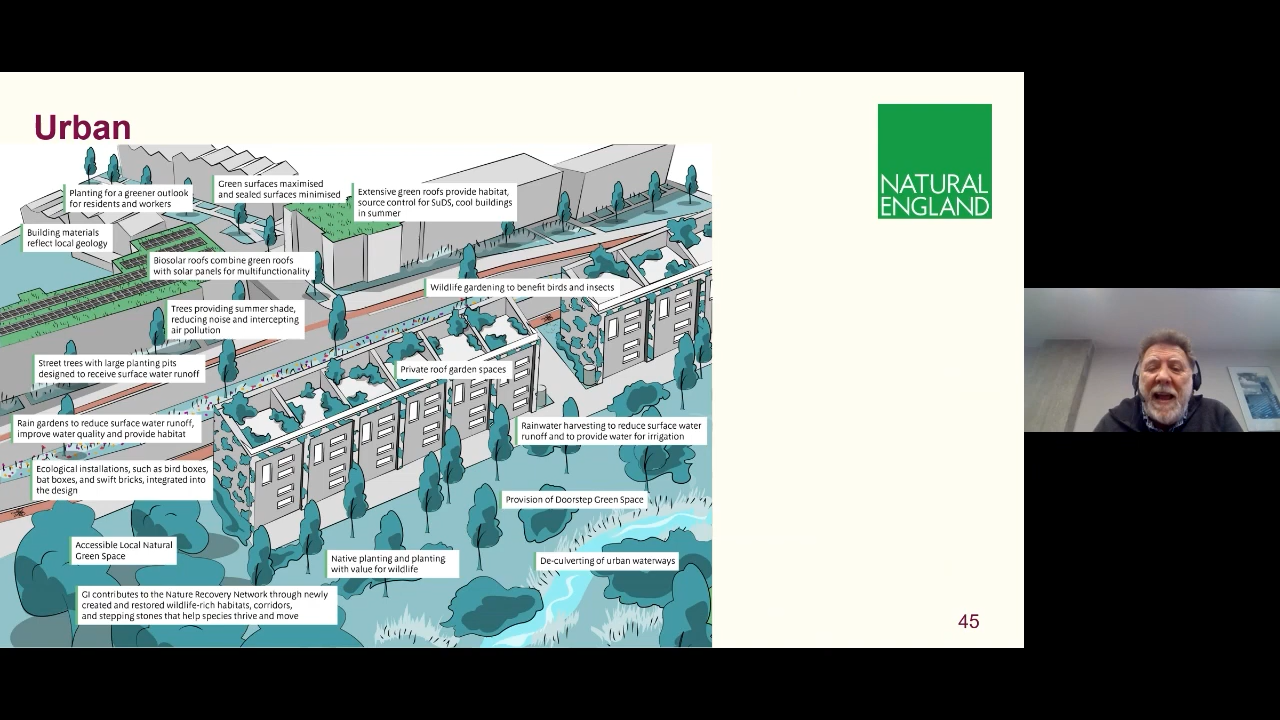 Urban
NATURAL
ENGLAND
Planting for a greener outlook
for residents and workers
Green surfaces maximised
and sealed surfaces minimised
Extensive green roofs provide habitat,
source control for SuDS, cool buildings
in summer
Building materials
reflect local geology
Biosolar roofs combine green roofs
with solar panels for multifunctionality
Wildlife gardening to benefit birds and insects
Trees providing summer shade,
reducing noise and intercepting
air pollution
Street trees with large planting pits
designed to receive surface water runoff
Private roof garden spaces
Rain gardens to reduce surface water runoff,
improve water quality and provide habitat
Rainwater harvesting to reduce surface water
runoff and to provide water for irrigation
Ecological installations, such as bird boxes,
bat boxes, and swift bricks, integrated into
the design
Provision of Doorstep Green Space
Accessible Local Natural
Green Space
Native planting and planting
with value for wildlife
De-culverting of urban waterways
GI contributes to the Nature Recovery Network through newly
created and restored wildlife-rich habitats, corridors,
and stepping stones that help species thrive and move
45